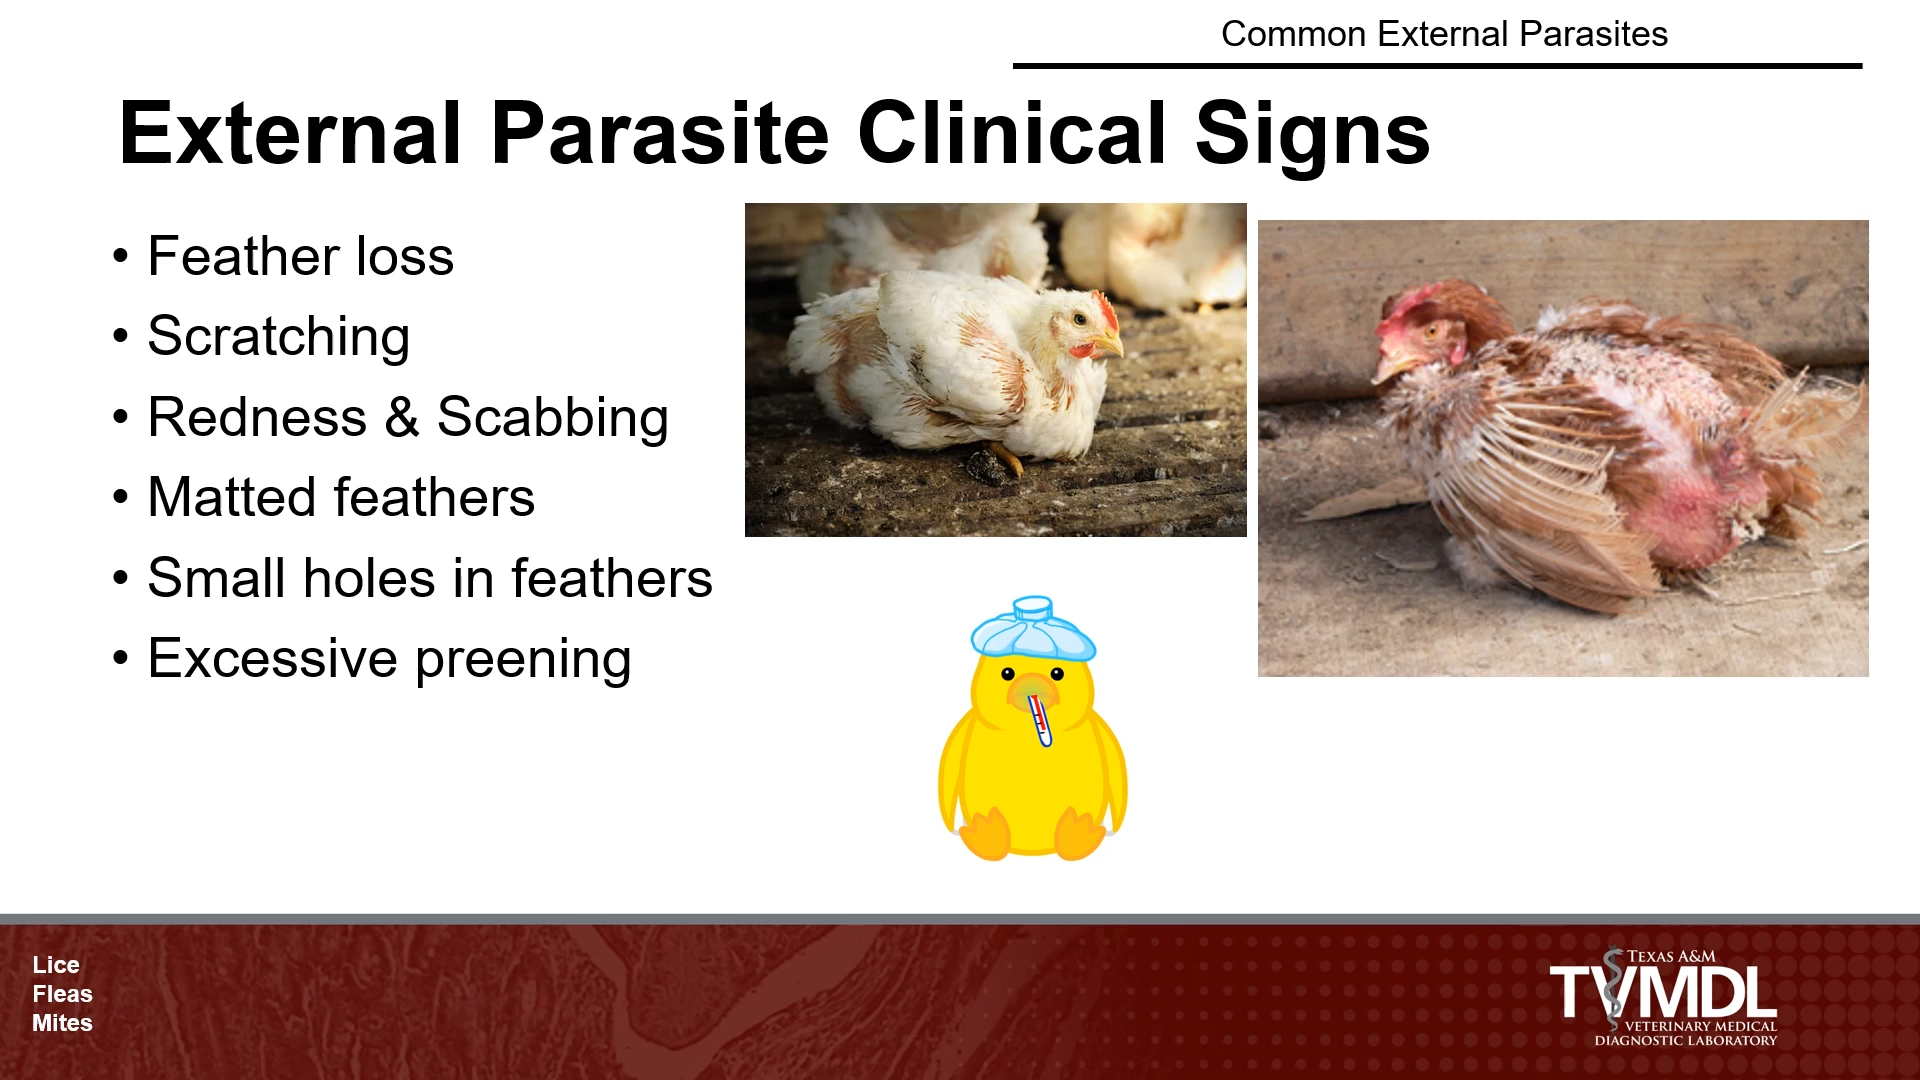 Common External Parasites
External Parasite Clinical Signs
• Feather loss
• Scratching
• Redness & Scabbing
• Matted feathers
• Small holes in feathers
• Excessive preening
Lice
Fleas
Mites
TEXAS A&M
TVMDL
VETERINARY MEDICAL
DIAGNOSTIC LABORATORY